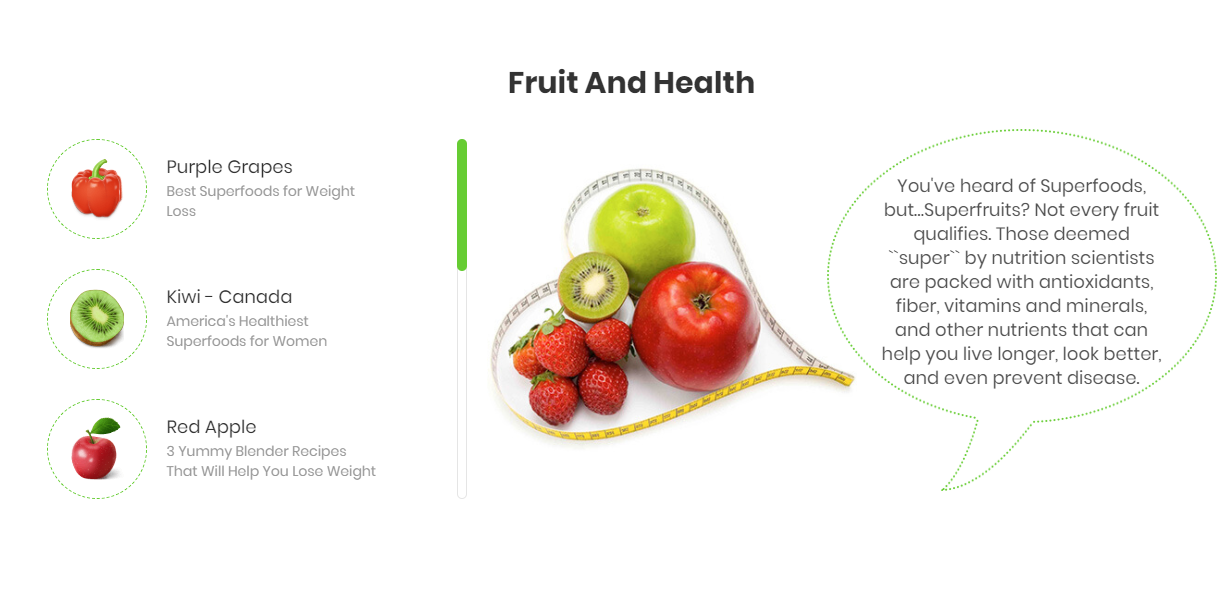 Fruit And Health
Purple Grapes
Best Superfoods for Weight
Loss
Kiwi - Canada
America's Healthiest
Superfoods for Women
Red Apple
3 Yummy Blender Recipes
That Will Help You Lose Weight
You've heard of Superfoods,
but...Superfruits? Not every fruit
qualifies. Those deemed
``super`` by nutrition scientists
are packed with antioxidants,
fiber, vitamins and minerals,
and other nutrients that can
help you live longer, look better,
and even prevent disease.